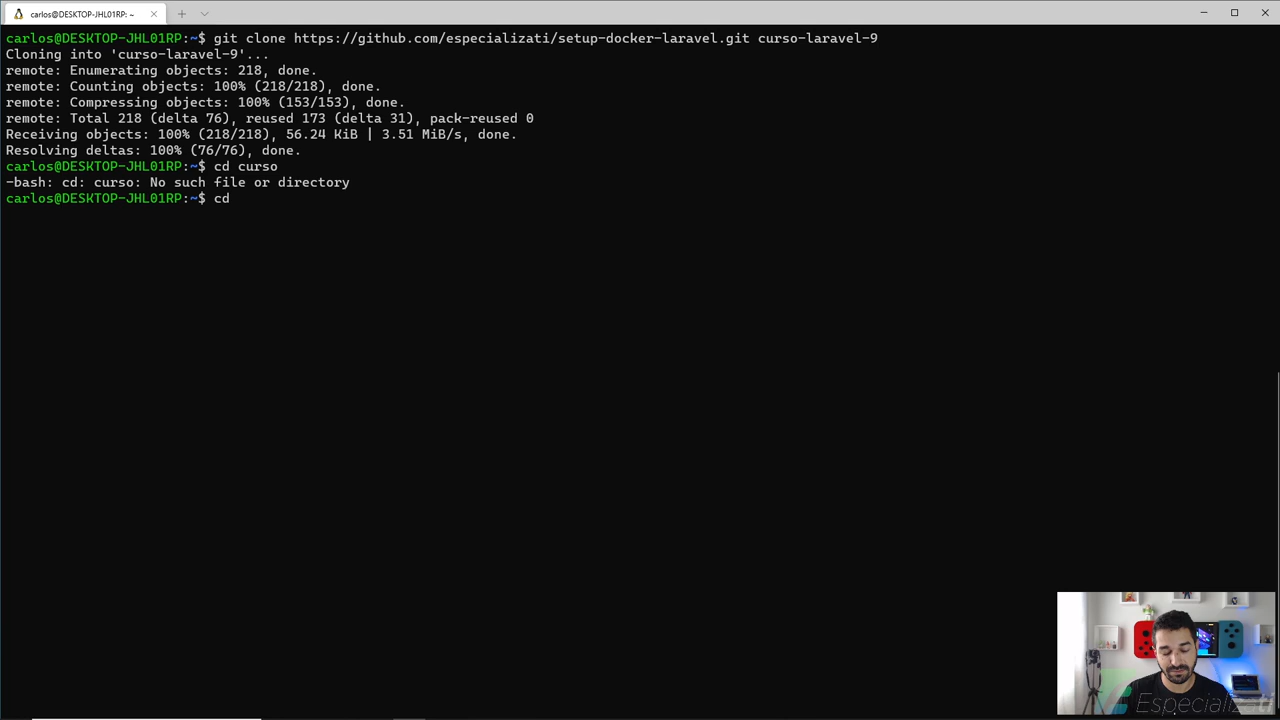 carlos@DESKTOP-JHL01RP: ~
carlos@DESKTOP-JHL01RP:~$ git clone https://github.com/especializati/setup-docker-laravel.git curso-laravel-9
Cloning into 'curso-laravel-9'...
remote: Enumerating objects: 218, done.
remote: Counting objects: 100% (218/218), done.
remote: Compressing objects: 100% (153/153), done.
remote: Total 218 (delta 76), reused 173 (delta 31), pack-reused 0
Receiving objects: 100% (218/218), 56.24 KiB | 3.51 MiB/s, done.
Resolving deltas: 100% (76/76), done.
carlos@DESKTOP-JHL01RP:~$ cd curso
-bash: cd: curso: No such file or directory
carlos@DESKTOP-JHL01RP:~$ cd
Especializati